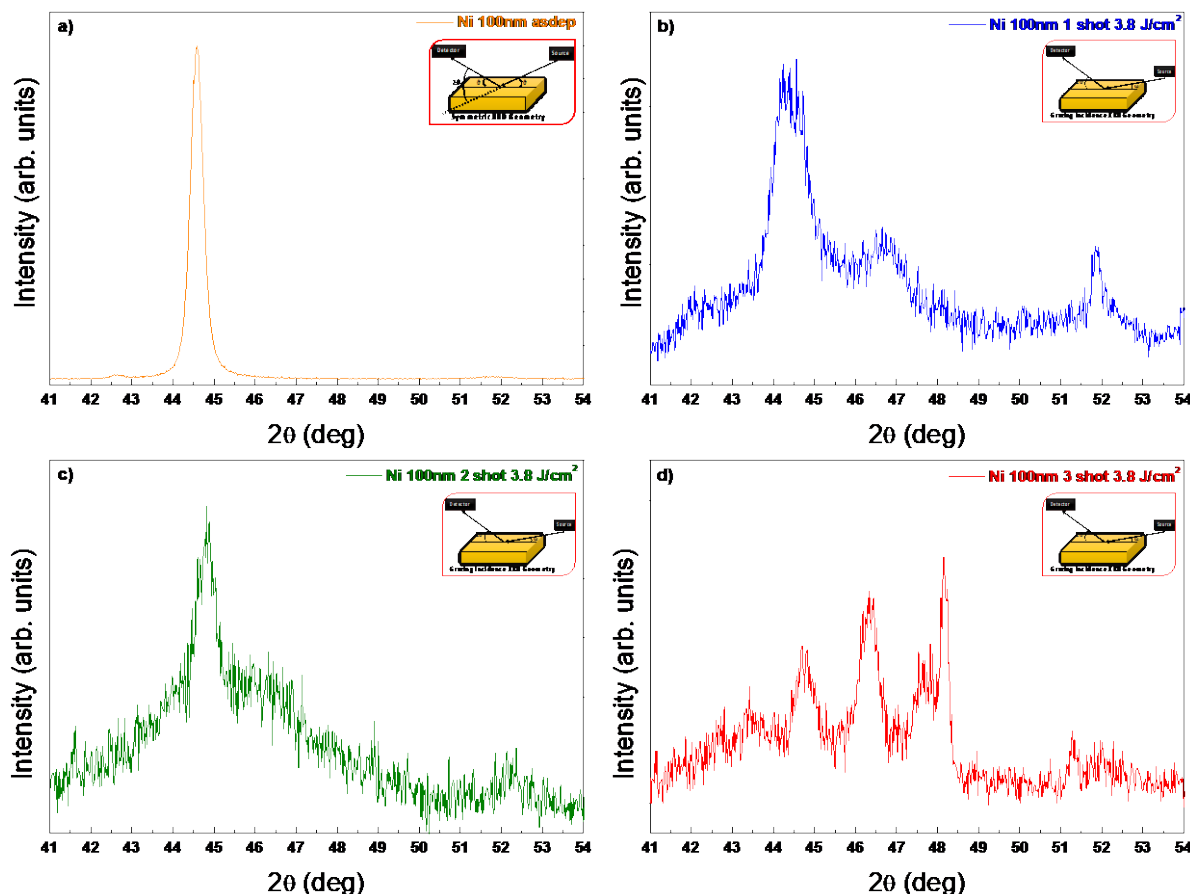 a)
Ni 100nm asdep
Detector
Source
2θ
θ
θ
Symmetric XRD Geometry
Intensity (arb. units)
41 42 43 44 45 46 47 48 49 50 51 52 53 54
2θ (deg)
b)
Ni 100nm 1 shot 3.8 J/cm²
Detector
Source
Grazing Incidence XRD Geometry
Intensity (arb. units)
41 42 43 44 45 46 47 48 49 50 51 52 53 54
2θ (deg)
c)
Ni 100nm 2 shot 3.8 J/cm²
Detector
Source
Grazing Incidence XRD Geometry
Intensity (arb. units)
41 42 43 44 45 46 47 48 49 50 51 52 53 54
2θ (deg)
d)
Ni 100nm 3 shot 3.8 J/cm²
Detector
Source
Grazing Incidence XRD Geometry
Intensity (arb. units)
41 42 43 44 45 46 47 48 49 50 51 52 53 54
2θ (deg)